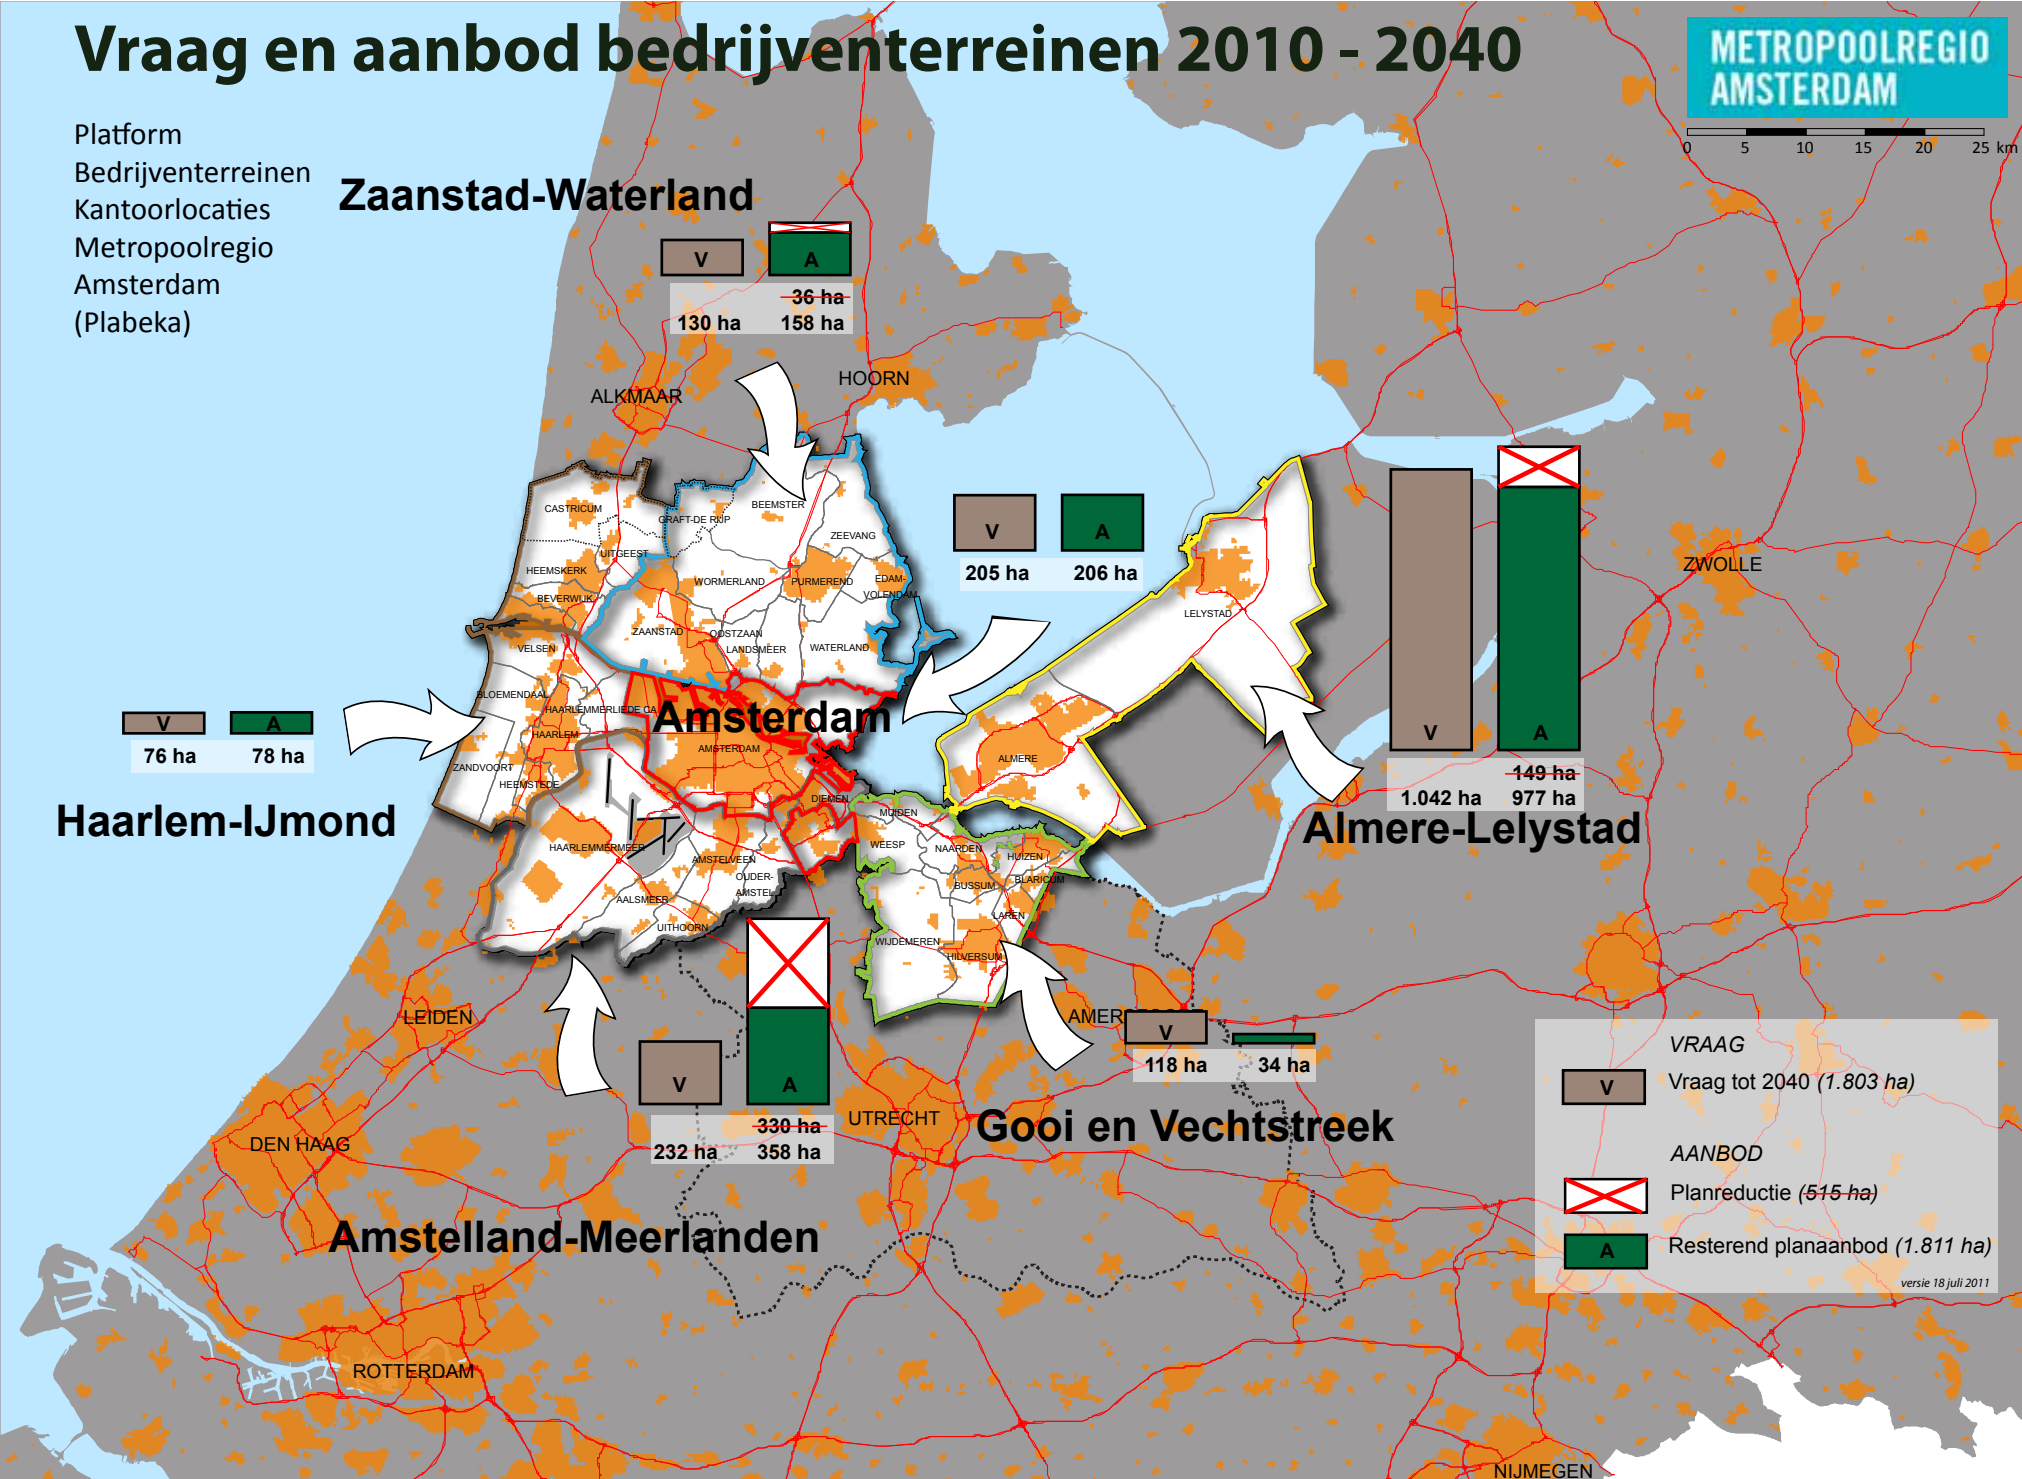 Vraag en aanbod bedrijventerreinen 2010 - 2040
METROPOOLREGIO
AMSTERDAM
0 5 10 15 20 25 km
Platform
Bedrijventerreinen
Kantoorlocaties
Metropoolregio
Amsterdam
(Plabeka)
Zaanstad-Waterland
V A
36 ha
130 ha 158 ha
HOORN
ALKMAAR
CASTRICUM
GRAFT-DE RIJP
BEEMSTER
ZEEVANG
UITGEEST
HEEMSKERK
WORMERLAND
PURMEREND
EDAM-
VOLENDAM
BEVERWIJK
ZAANSTAD
OOSTZAAN
LANDSMEER
WATERLAND
VELSEN
V A
205 ha 206 ha
LELYSTAD
ZWOLLE
BLOEMENDAAL
HAARLEMMERLIEDE CA
Amsterdam
HAARLEM
AMSTERDAM
ALMERE
V A
76 ha 78 ha
ZANDVOORT
HEEMSTEDE
Haarlem-IJmond
V A
149 ha
1.042 ha 977 ha
Almere-Lelystad
DIEMEN
MUIDEN
WEESP
NAARDEN
HUIZEN
BLARICUM
BUSSUM
LAREN
HAARLEMMERMEER
AMSTELVEEN
OUDER-
AMSTEL
AALSMEER
UITHOORN
WIJDEMEREN
HILVERSUM
LEIDEN
V A
330 ha
232 ha 358 ha
V
118 ha 34 ha
UTRECHT
Gooi en Vechtstreek
DEN HAAG
Amstelland-Meerlanden
VRAAG
V Vraag tot 2040 (1.803 ha)
AANBOD
Planreductie (515 ha)
A Resterend planaanbod (1.811 ha)
versie 18 juli 2011
ROTTERDAM
NIJMEGEN